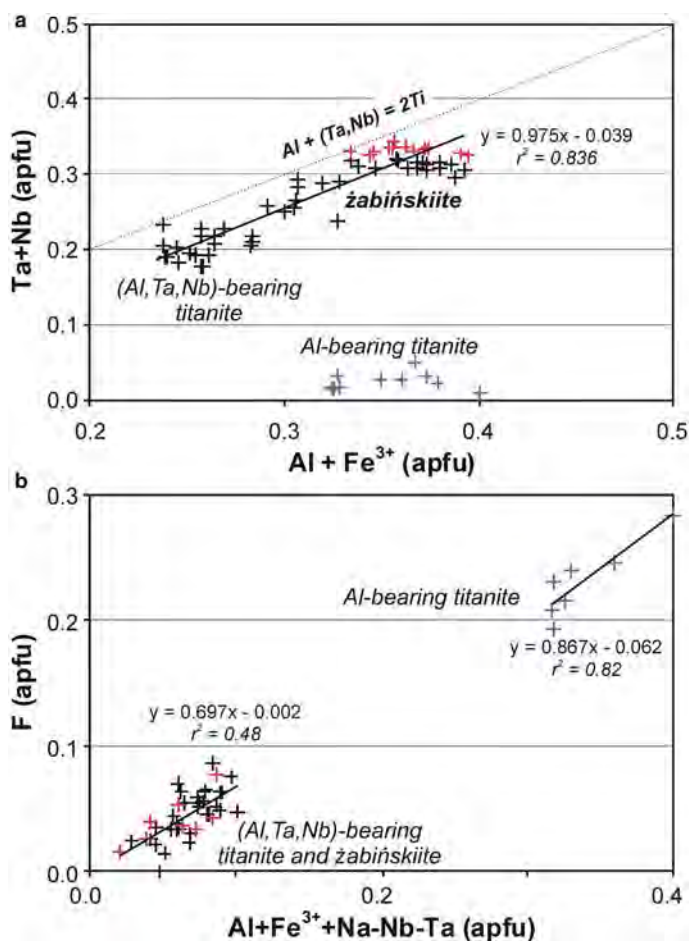 a
0.5
0.4
0.3
0.2
0.1
0.0
Ta+Nb (apfu)
Al + (Ta,Nb) = 2Ti
y = 0.975x - 0.039
r² = 0.836
żabińskiite
(Al,Ta,Nb)-bearing
titanite
Al-bearing titanite
0.2
0.3
0.4
0.5
Al + Fe³⁺ (apfu)
b
0.3
0.2
0.1
0.0
F (apfu)
Al-bearing titanite
y = 0.867x - 0.062
r² = 0.82
y = 0.697x - 0.002
r² = 0.48
(Al,Ta,Nb)-bearing
titanite and żabińskiite
0.0
0.1
0.2
0.3
0.4
Al+Fe³⁺+Na-Nb-Ta (apfu)